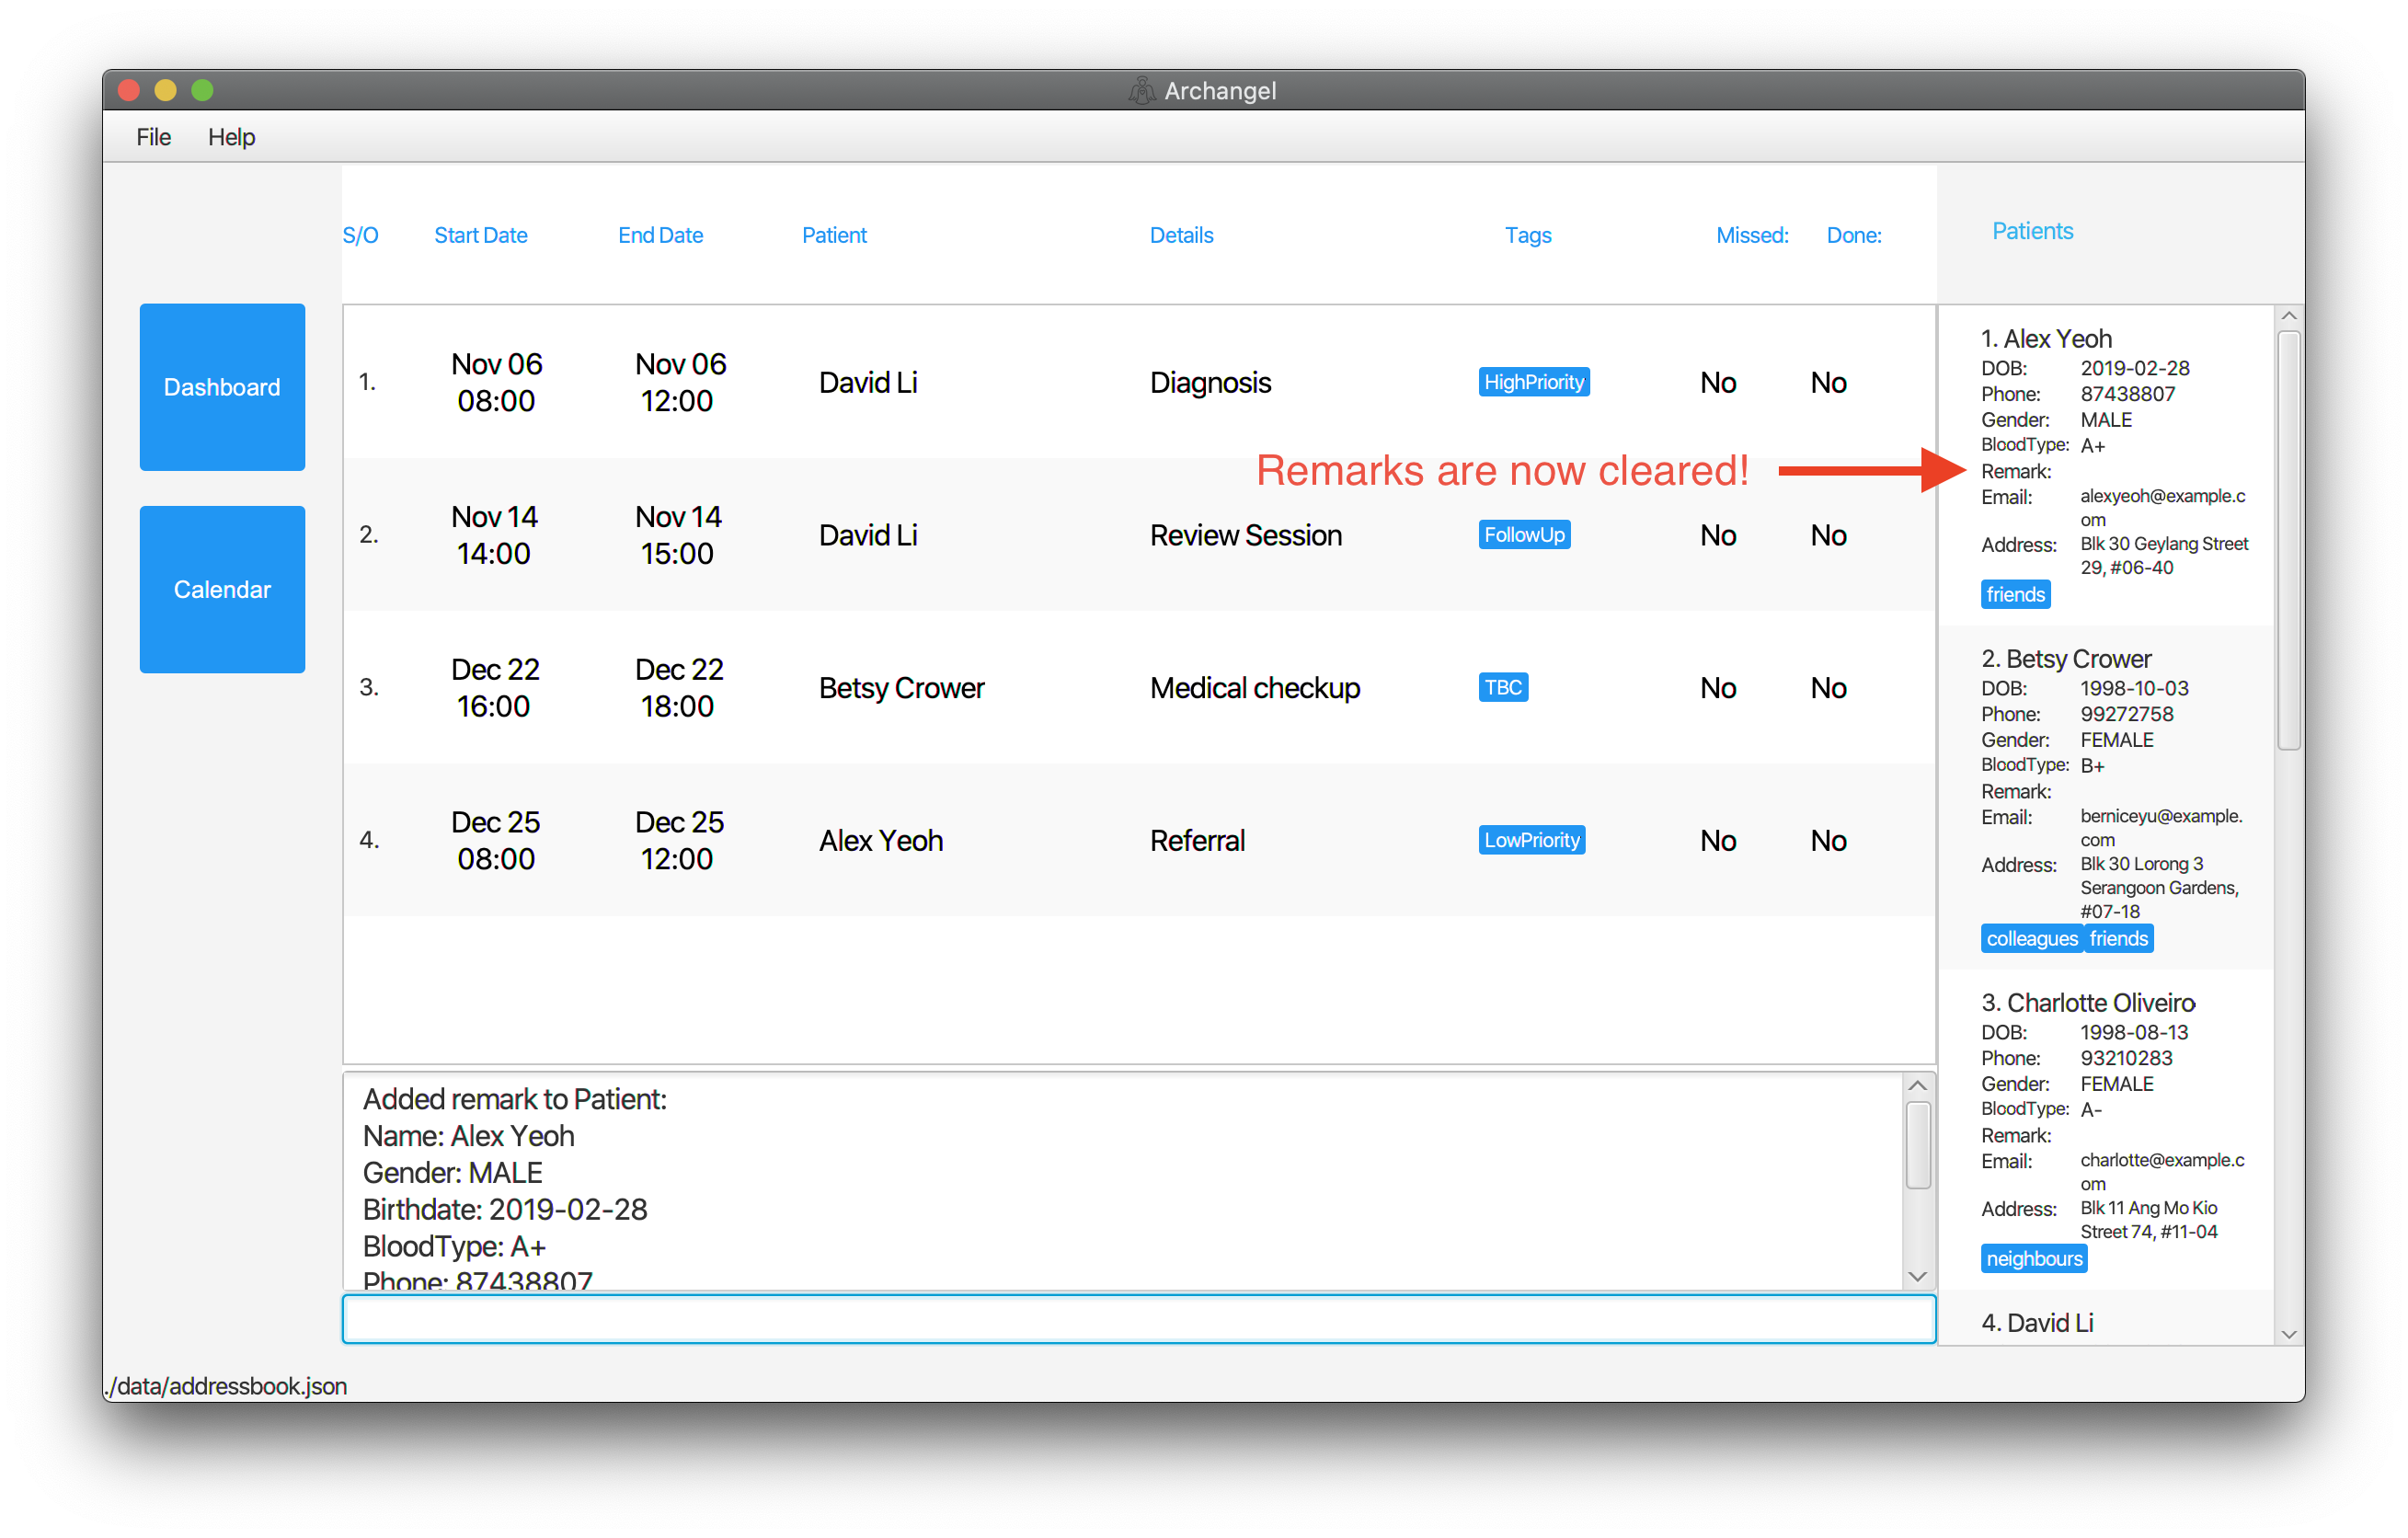 Archangel
File Help
S/O Start Date End Date Patient Details Tags Missed: Done:
Dashboard
Calendar
1. Nov 06 08:00 Nov 06 12:00 David Li Diagnosis HighPriority No No
Remarks are now cleared!
2. Nov 14 14:00 Nov 14 15:00 David Li Review Session FollowUp No No
3. Dec 22 16:00 Dec 22 18:00 Betsy Crower Medical checkup TBC No No
4. Dec 25 08:00 Dec 25 12:00 Alex Yeoh Referral LowPriority No No
Added remark to Patient:
Name: Alex Yeoh
Gender: MALE
Birthdate: 2019-02-28
BloodType: A+
Phone: 87438807
Patients
1. Alex Yeoh
DOB: 2019-02-28
Phone: 87438807
Gender: MALE
BloodType: A+
Remark:
Email: alexyeoh@example.c
om
Address: Blk 30 Geylang Street
29, #06-40
friends
2. Betsy Crower
DOB: 1998-10-03
Phone: 99272758
Gender: FEMALE
BloodType: B+
Remark:
Email: berniceyu@example.
com
Address: Blk 30 Lorong 3
Serangoon Gardens,
#07-18
colleagues friends
3. Charlotte Oliveiro
DOB: 1998-08-13
Phone: 93210283
Gender: FEMALE
BloodType: A-
Remark:
Email: charlotte@example.c
om
Address: Blk 11 Ang Mo Kio
Street 74, #11-04
neighbours
4. David Li
./data/addressbook.json